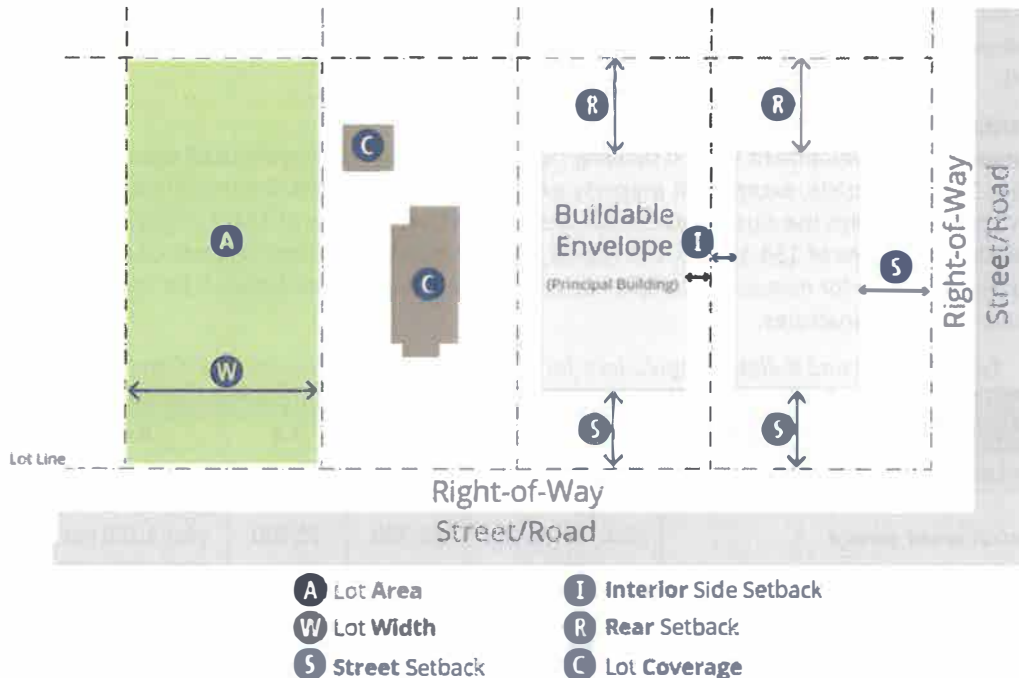 R
R
C
Buildable
Envelope
(Principal Building)
A
I
S
C
Right-of-Way
Street/Road
W
S
S
Lot Line
Right-of-Way
Street/Road
A Lot Area
I Interior Side Setback
W Lot Width
R Rear Setback
S Street Setback
C Lot Coverage